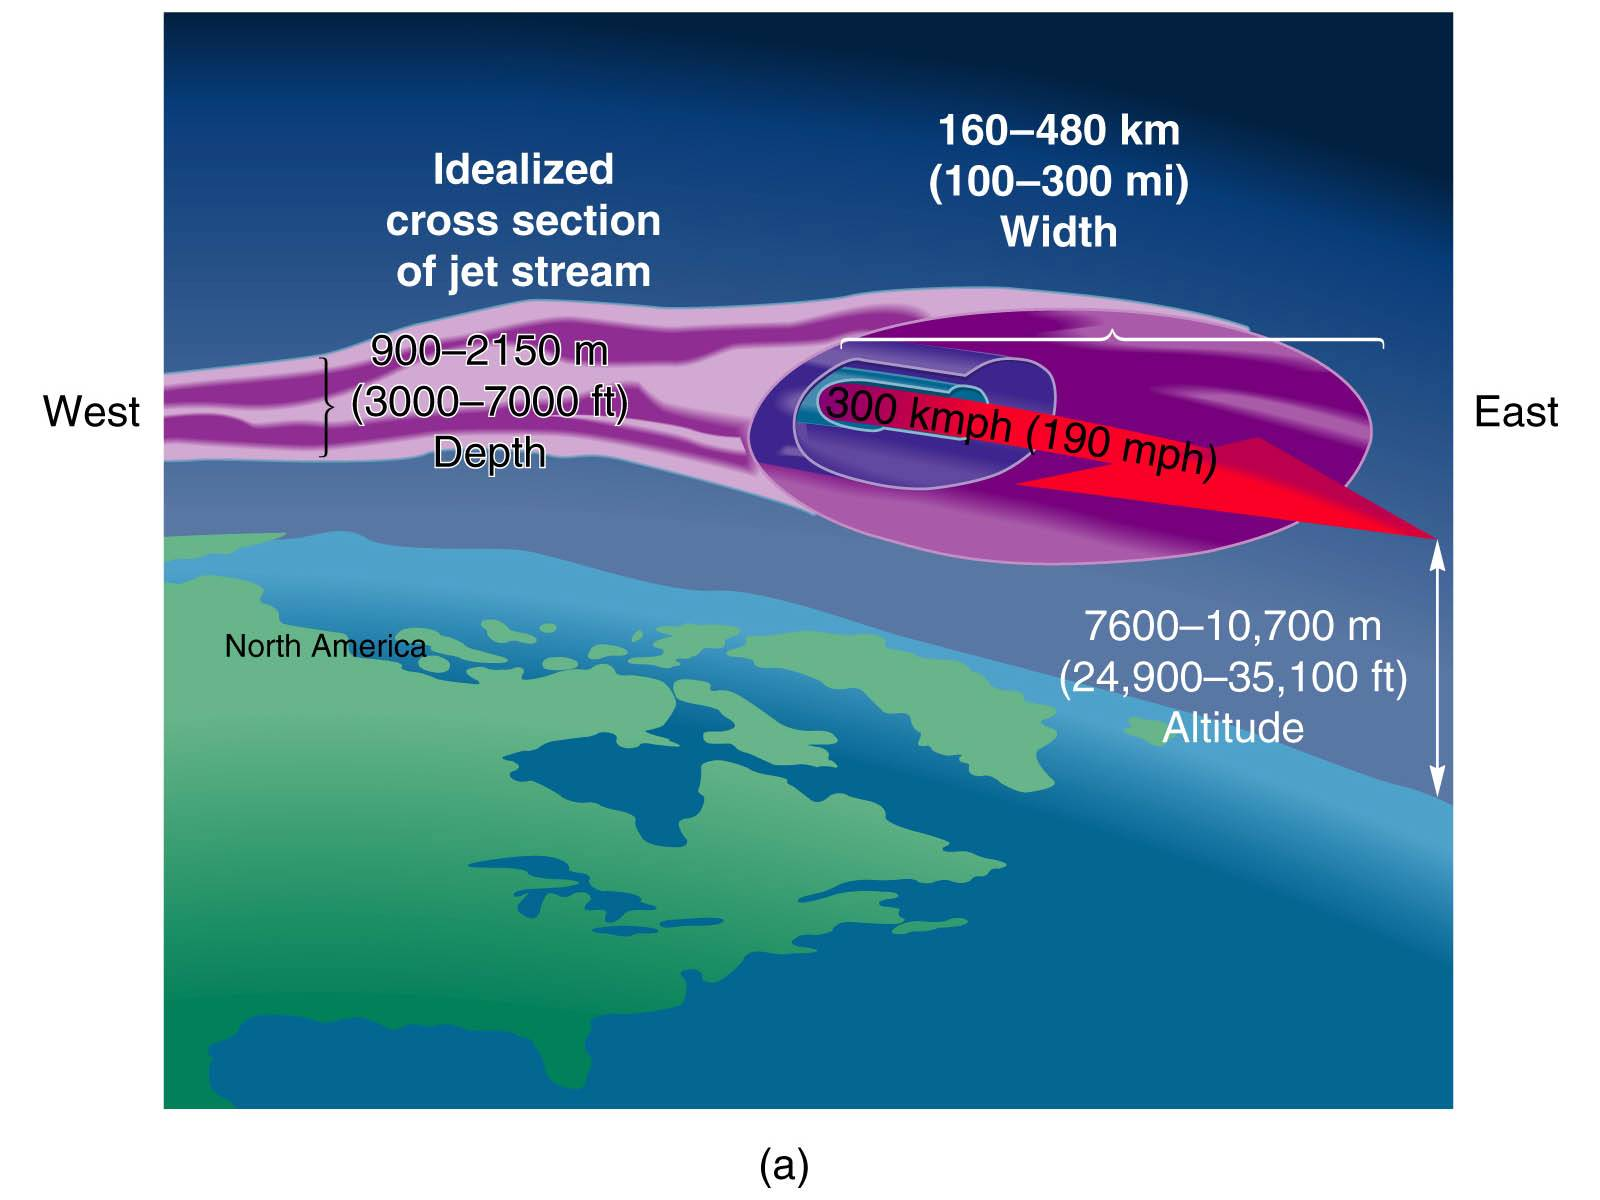 Idealized
cross section
of jet stream
160–480 km
(100–300 mi)
Width
900–2150 m
(3000–7000 ft)
Depth
West
300 kmph (190 mph)
East
North America
7600–10,700 m
(24,900–35,100 ft)
Altitude
(a)